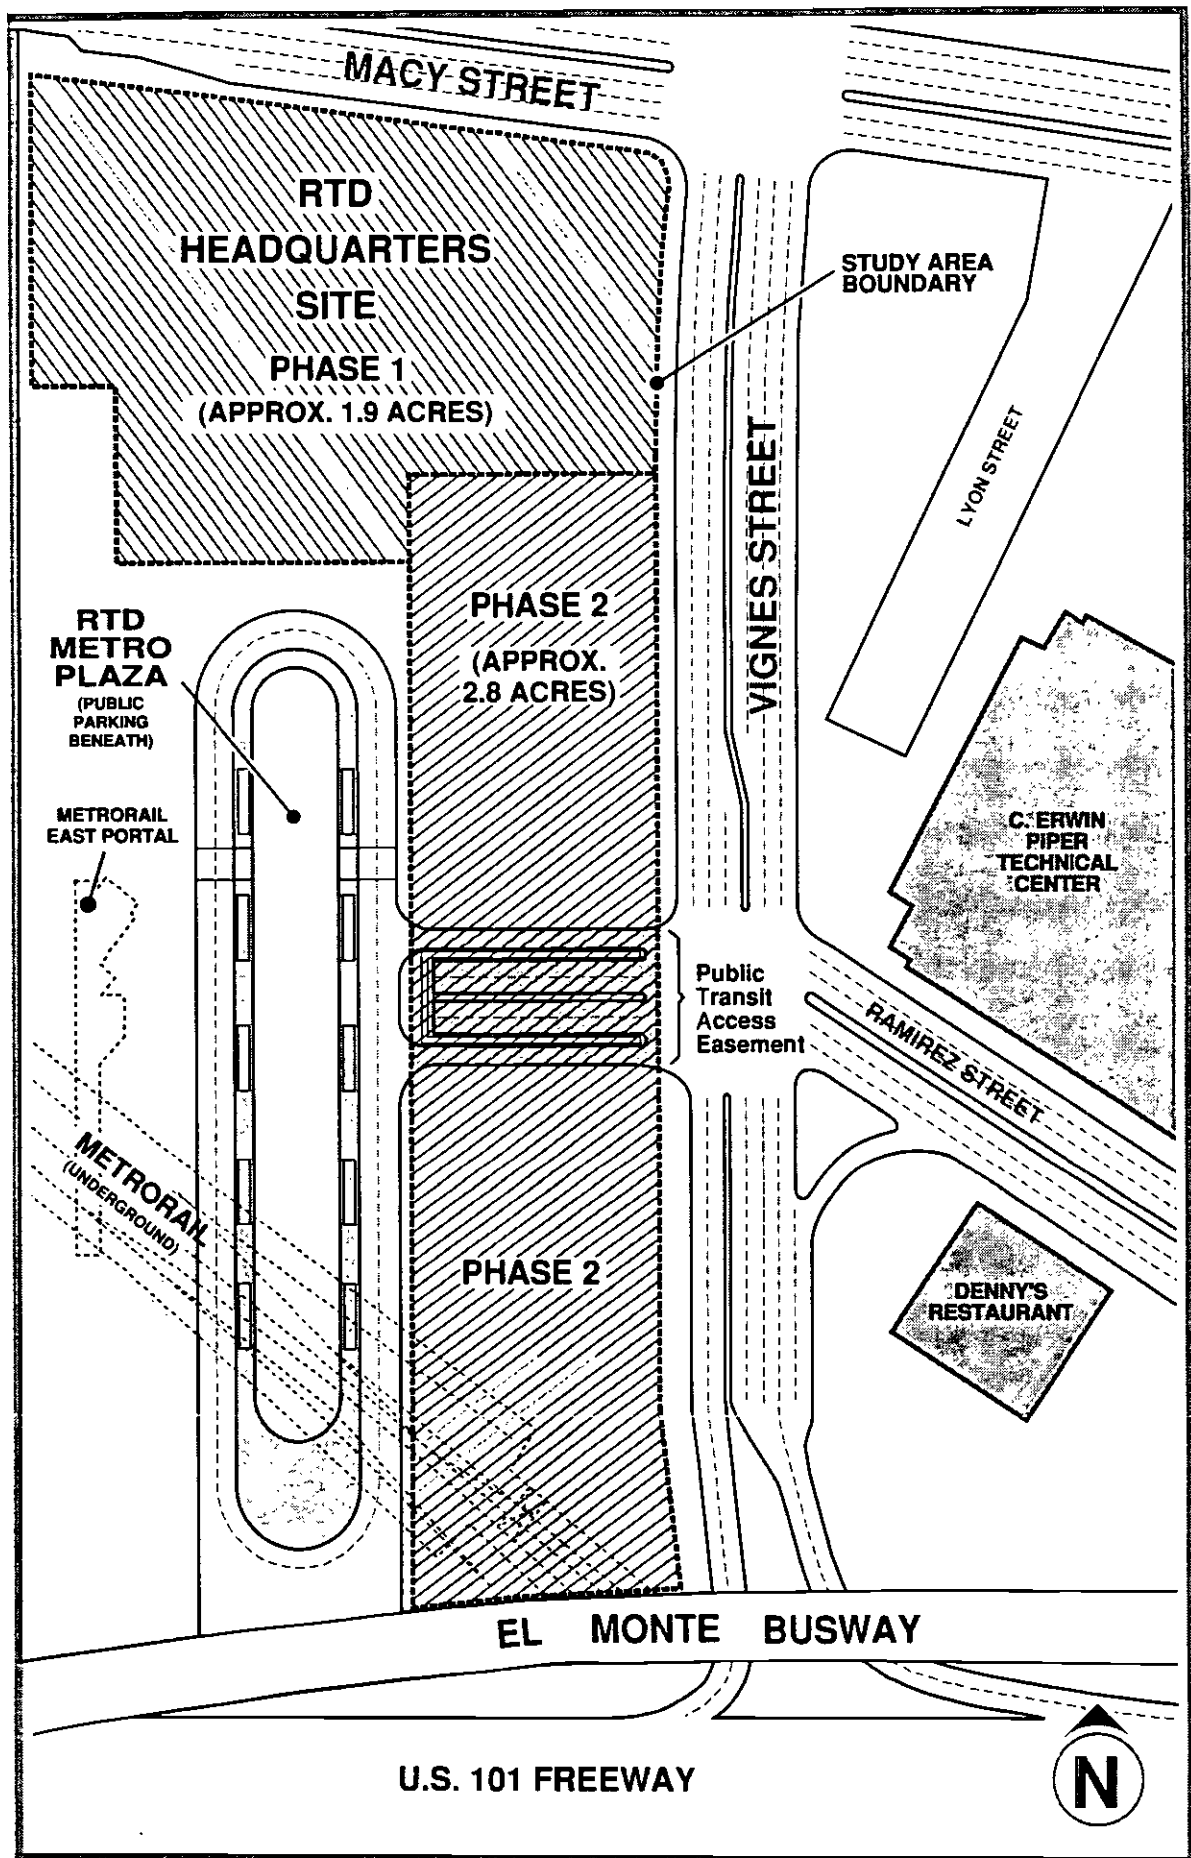 MACY STREET
RTD
HEADQUARTERS
SITE
PHASE 1
(APPROX. 1.9 ACRES)
STUDY AREA
BOUNDARY
LYON STREET
VIGNES STREET
PHASE 2
(APPROX.
2.8 ACRES)
RTD
METRO
PLAZA
(PUBLIC
PARKING
BENEATH)
METRORAIL
EAST PORTAL
C. ERWIN
PIPER
TECHNICAL
CENTER
Public
Transit
Access
Easement
RAMIREZ STREET
METRORAIL
(UNDERGROUND)
PHASE 2
DENNY'S
RESTAURANT
EL MONTE BUSWAY
U.S. 101 FREEWAY
N